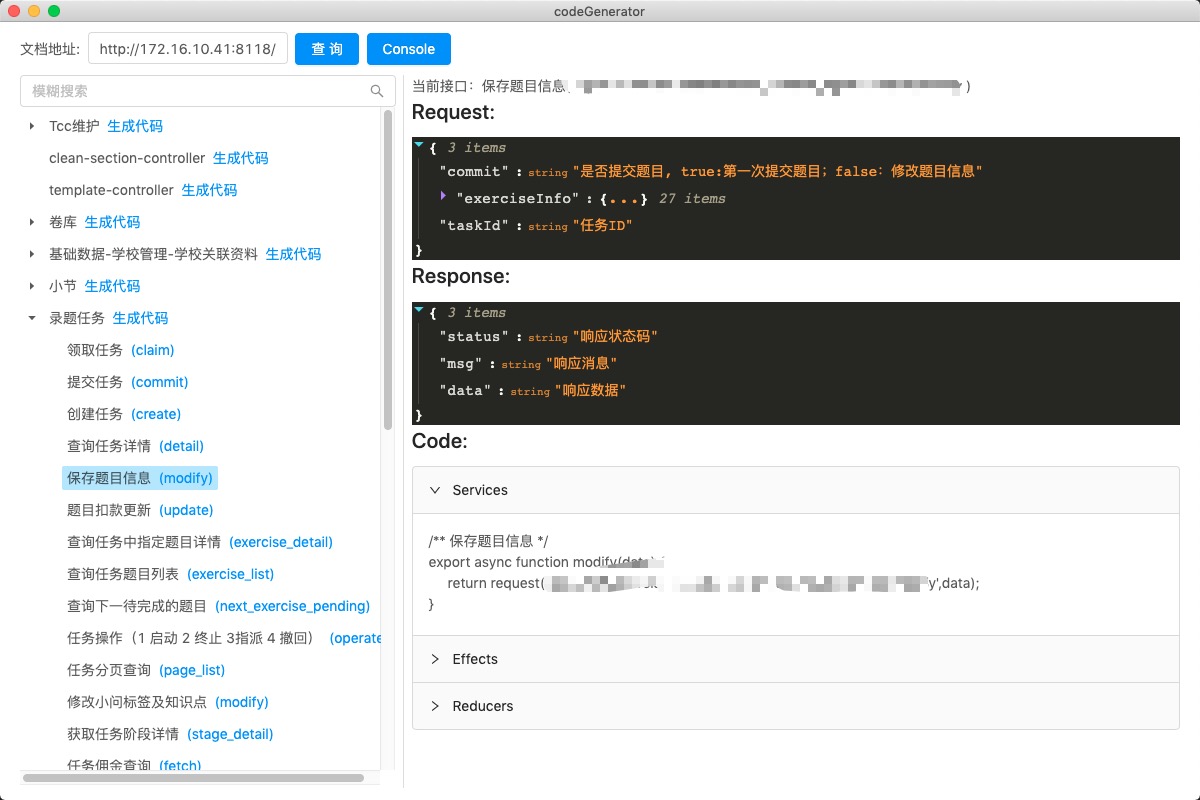 codeGenerator
文档地址: http://172.16.10.41:8118/ 查 询 Console
模糊搜索
Tcc维护 生成代码
clean-section-controller 生成代码
template-controller 生成代码
卷库 生成代码
基础数据-学校管理-学校关联资料 生成代码
小节 生成代码
录题任务 生成代码
领取任务 (claim)
提交任务 (commit)
创建任务 (create)
查询任务详情 (detail)
保存题目信息 (modify)
题目扣款更新 (update)
查询任务中指定题目详情 (exercise_detail)
查询任务题目列表 (exercise_list)
查询下一待完成的题目 (next_exercise_pending)
任务操作（1 启动 2 终止 3指派 4 撤回） (operate
任务分页查询 (page_list)
修改小问标签及知识点 (modify)
获取任务阶段详情 (stage_detail)
任务佣金查询 (fetch)
当前接口：保存题目信息( )
Request:
{ 3 items
"commit" : string "是否提交题目, true:第一次提交题目；false：修改题目信息"
"exerciseInfo" : {...} 27 items
"taskId" : string "任务ID"
}
Response:
{ 3 items
"status" : string "响应状态码"
"msg" : string "响应消息"
"data" : string "响应数据"
}
Code:
Services
/** 保存题目信息 */
export async function modify(data) {
return request( y',data);
}
Effects
Reducers